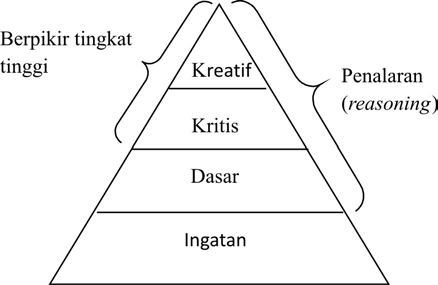 Berpikir tingkat
tinggi
Kreatif
Penalaran
(reasoning)
Kritis
Dasar
Ingatan